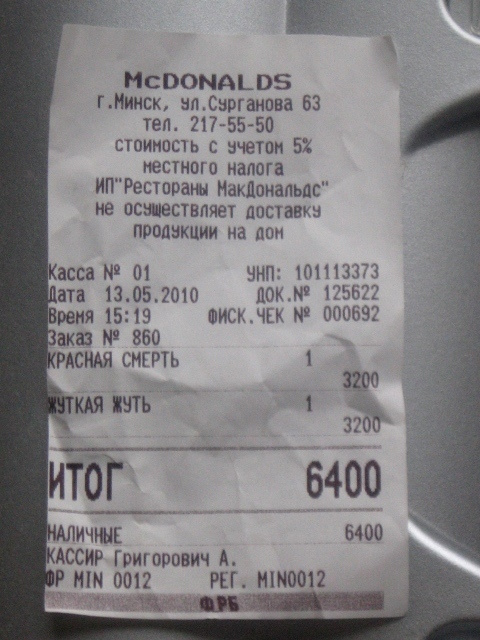 McDONALDS
г.Минск, ул.Сурганова 63
тел. 217-55-50
стоимость с учетом 5%
местного налога
ИП"Рестораны МакДональдс"
не осуществляет доставку
продукции на дом
Касса № 01 УНП: 101113373
Дата 13.05.2010 ДОК.№ 125622
Время 15:19 ФИСК.ЧЕК № 000692
Заказ № 860
КРАСНАЯ СМЕРТЬ 1
3200
ЖУТКАЯ ЖУТЬ 1
3200
ИТОГ 6400
НАЛИЧНЫЕ 6400
КАССИР Григорович А.
ФР MIN 0012 РЕГ. MIN0012
ФРБ